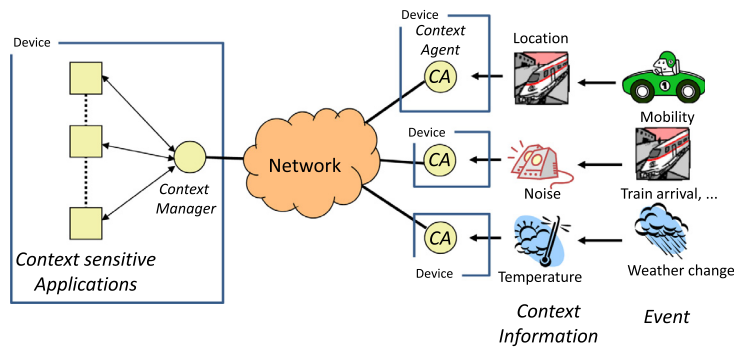 Device
Context sensitive
Applications
Context
Manager
Network
Device
Context
Agent
CA
Device
CA
CA
Device
Location
Noise
Temperature
Context
Information
1
Mobility
Train arrival, ...
Weather change
Event